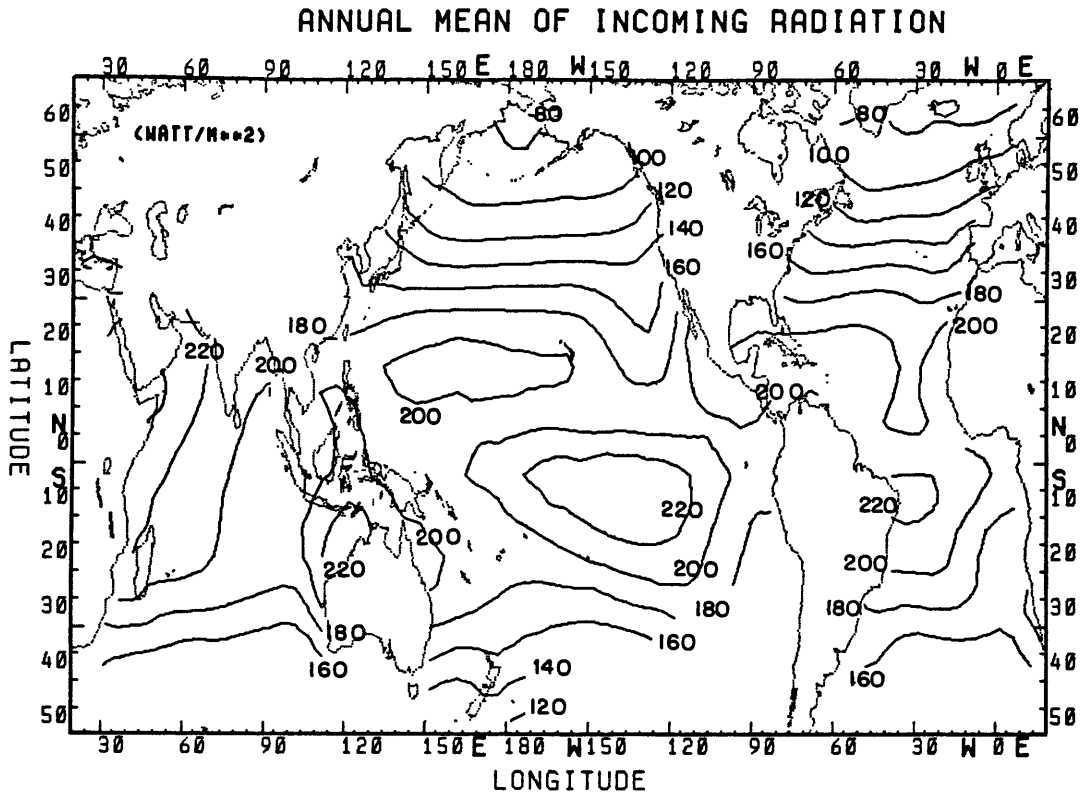 ANNUAL MEAN OF INCOMING RADIATION
30 60 90 120 150 E 180 W 150 120 90 60 30 W 0 E
(WATT/M**2)
60 80 80 60
50 100 100 50
40 120 120 40
140
30 160 160 30
180
20 180 200 20
220 200
10 200 200 10
N N
0 0
S S
10 220 220 10
200
20 220 200 200 20
30 180 180 180 30
160 160
40 140 160 40
50 120 50
LATITUDE
30 60 90 120 150 E 180 W 150 120 90 60 30 W 0 E
LONGITUDE